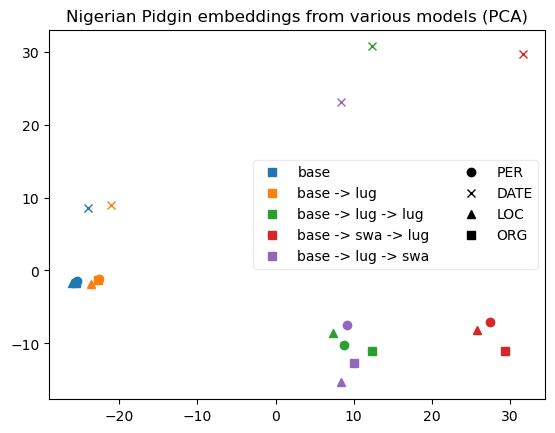 Nigerian Pidgin embeddings from various models (PCA)
30
20
10
0
−10
−20
−10
0
10
20
30
base
base -> lug
base -> lug -> lug
base -> swa -> lug
base -> lug -> swa
PER
DATE
LOC
ORG